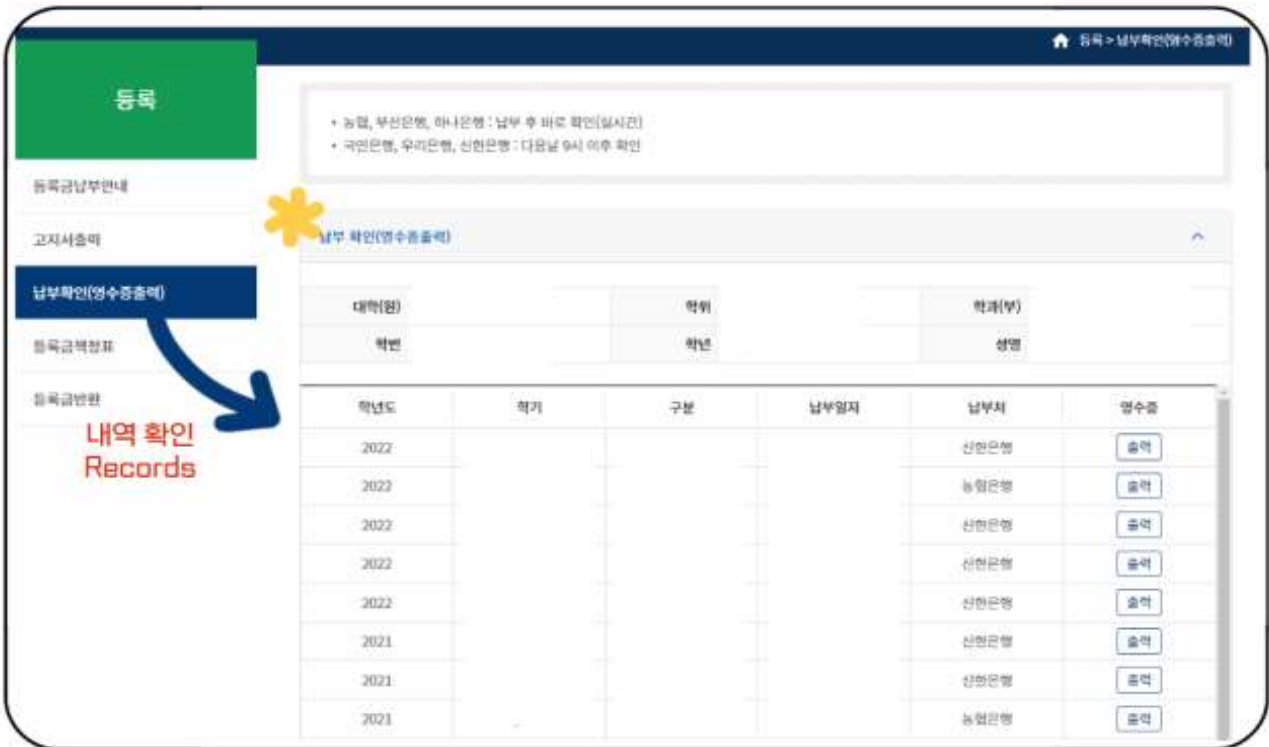 등록 > 납부확인(영수증출력)
등록
• 농협, 부산은행, 하나은행 : 납부 후 바로 확인(실시간)
• 국민은행, 우리은행, 신한은행 : 다음날 9시 이후 확인
등록금납부안내
고지서출력
납부확인(영수증출력)
등록금책정표
등록금반환
내역 확인
Records
납부 확인(영수증출력)
대학(원) 학위 학과(부)
학번 학년 성명
학년도 학기 구분 납부일자 납부처 영수증
2022 신한은행 출력
2022 농협은행 출력
2022 신한은행 출력
2022 신한은행 출력
2022 신한은행 출력
2021 신한은행 출력
2021 신한은행 출력
2021 농협은행 출력